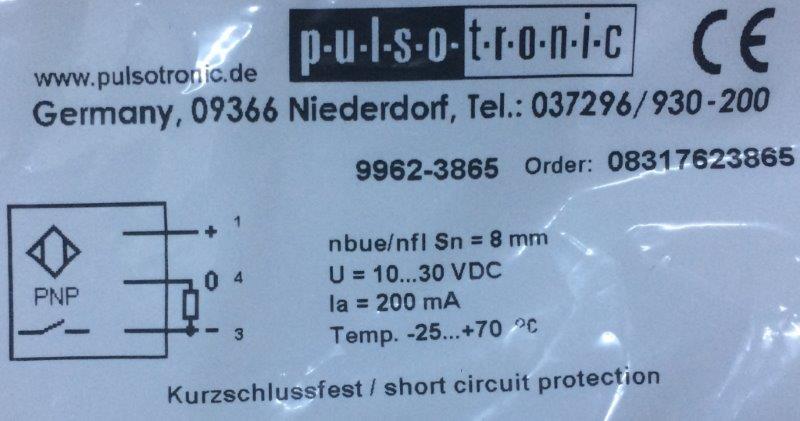 p·u·l·s·o·t·r·o·n·i·c CE
www.pulsotronic.de
Germany, 09366 Niederdorf, Tel.: 037296/930-200
9962-3865 Order: 08317623865
+ 1
nbue/nfl Sn = 8 mm
0 4
U = 10...30 VDC
PNP
Ia = 200 mA
− 3
Temp. -25...+70 °C
Kurzschlussfest / short circuit protection